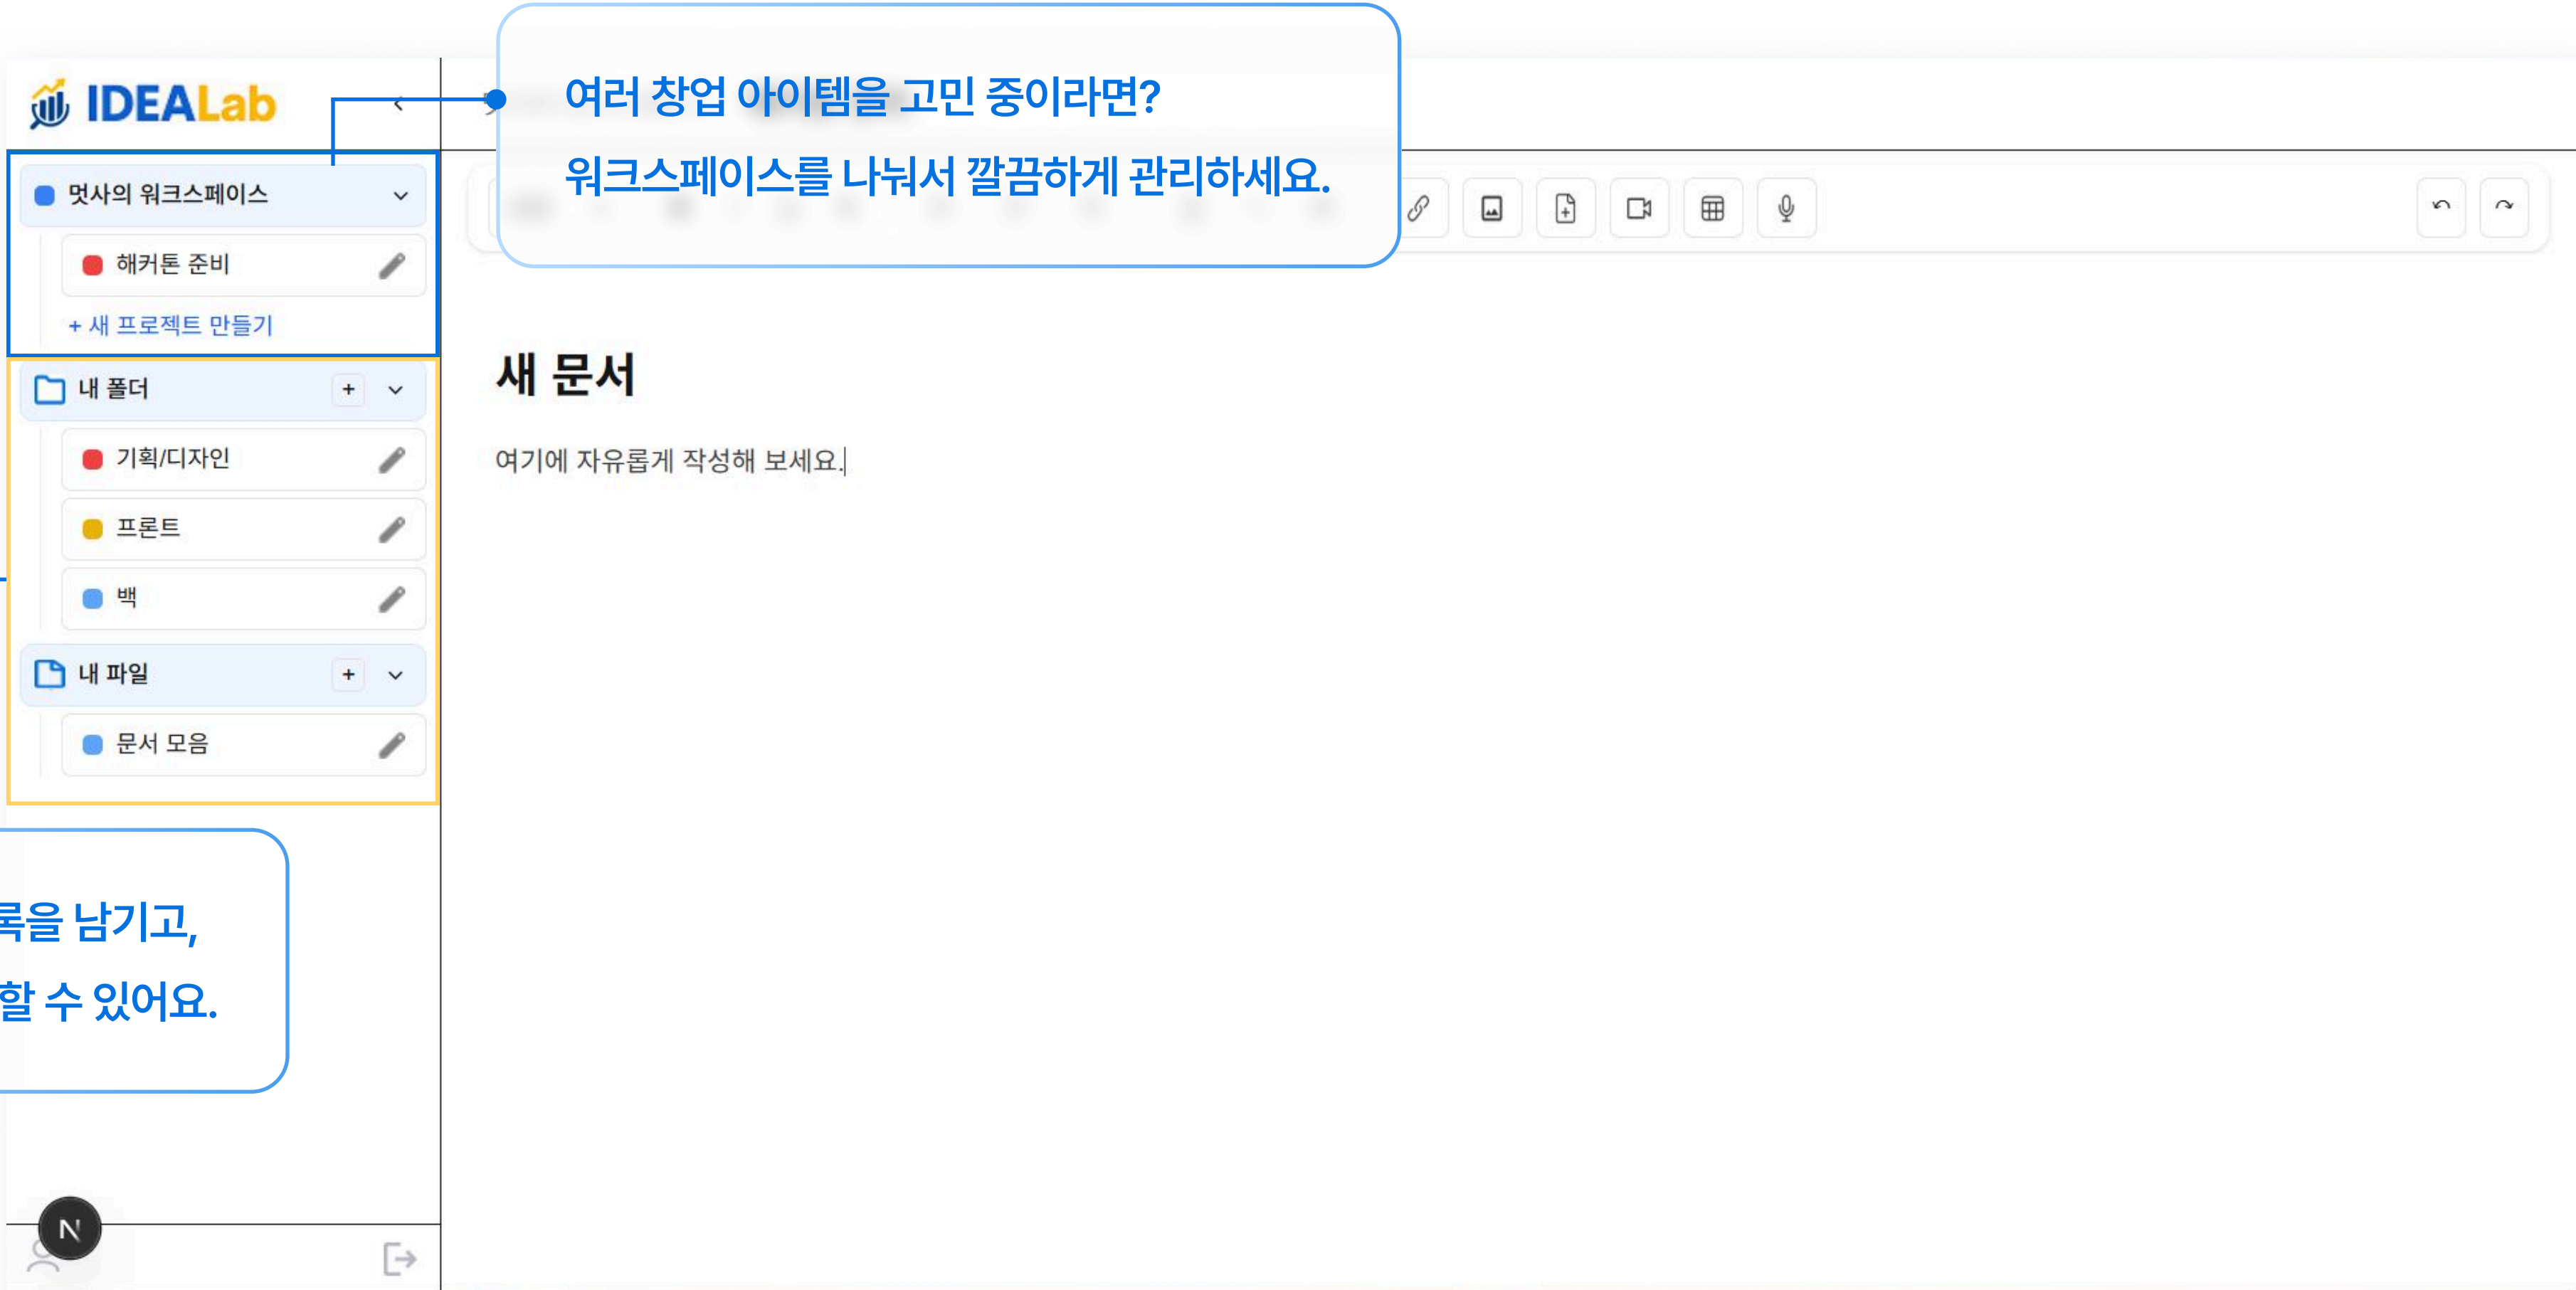 IDEALab
여러 창업 아이템을 고민 중이라면?
워크스페이스를 나눠서 깔끔하게 관리하세요.
멋사의 워크스페이스
해커톤 준비
+ 새 프로젝트 만들기
내 폴더
+
기획/디자인
프론트
백
내 파일
+
문서 모음
새 문서
여기에 자유롭게 작성해 보세요.
록을 남기고,
할 수 있어요.
N